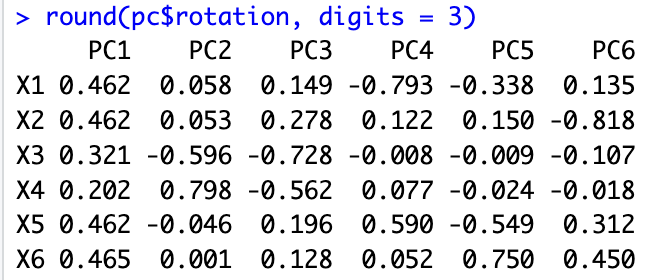 > round(pc$rotation, digits = 3)
PC1 PC2 PC3 PC4 PC5 PC6
X1 0.462 0.058 0.149 -0.793 -0.338 0.135
X2 0.462 0.053 0.278 0.122 0.150 -0.818
X3 0.321 -0.596 -0.728 -0.008 -0.009 -0.107
X4 0.202 0.798 -0.562 0.077 -0.024 -0.018
X5 0.462 -0.046 0.196 0.590 -0.549 0.312
X6 0.465 0.001 0.128 0.052 0.750 0.450